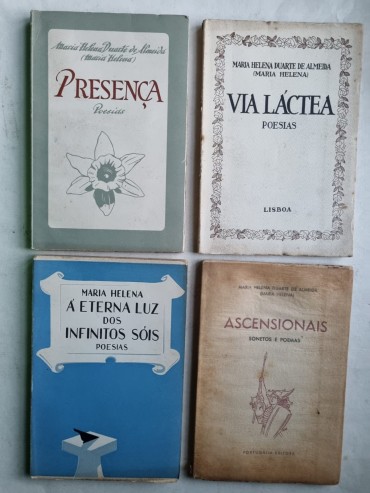 Maria Helena Duarte de Almeida
(Maria Helena)
PRESENÇA
Poesias
MARIA HELENA DUARTE DE ALMEIDA
(MARIA HELENA)
VIA LÁCTEA
POESIAS
LISBOA
MARIA HELENA
Á ETERNA LUZ
DOS
INFINITOS SÓIS
POESIAS
MARIA HELENA DUARTE DE ALMEIDA
(MARIA HELENA)
ASCENSIONAIS
SONETOS E POEMAS
PORTUGALIA EDITORA